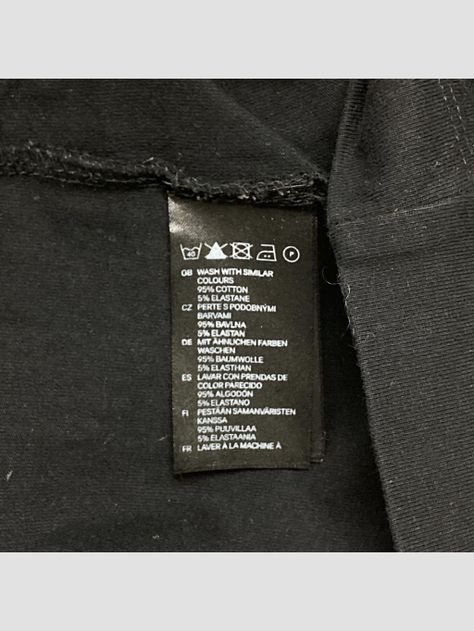 40 P
GB WASH WITH SIMILAR
COLOURS
95% COTTON
5% ELASTANE
CZ PERTE S PODOBNÝMI
BARVAMI
95% BAVLNA
5% ELASTAN
DE MIT ÄHNLICHEN FARBEN
WASCHEN
95% BAUMWOLLE
5% ELASTHAN
ES LAVAR CON PRENDAS DE
COLOR PARECIDO
95% ALGODÓN
5% ELASTANO
FI PESTÄÄN SAMANVÄRISTEN
KANSSA
95% PUUVILLAA
5% ELASTAANIA
FR LAVER À LA MACHINE À